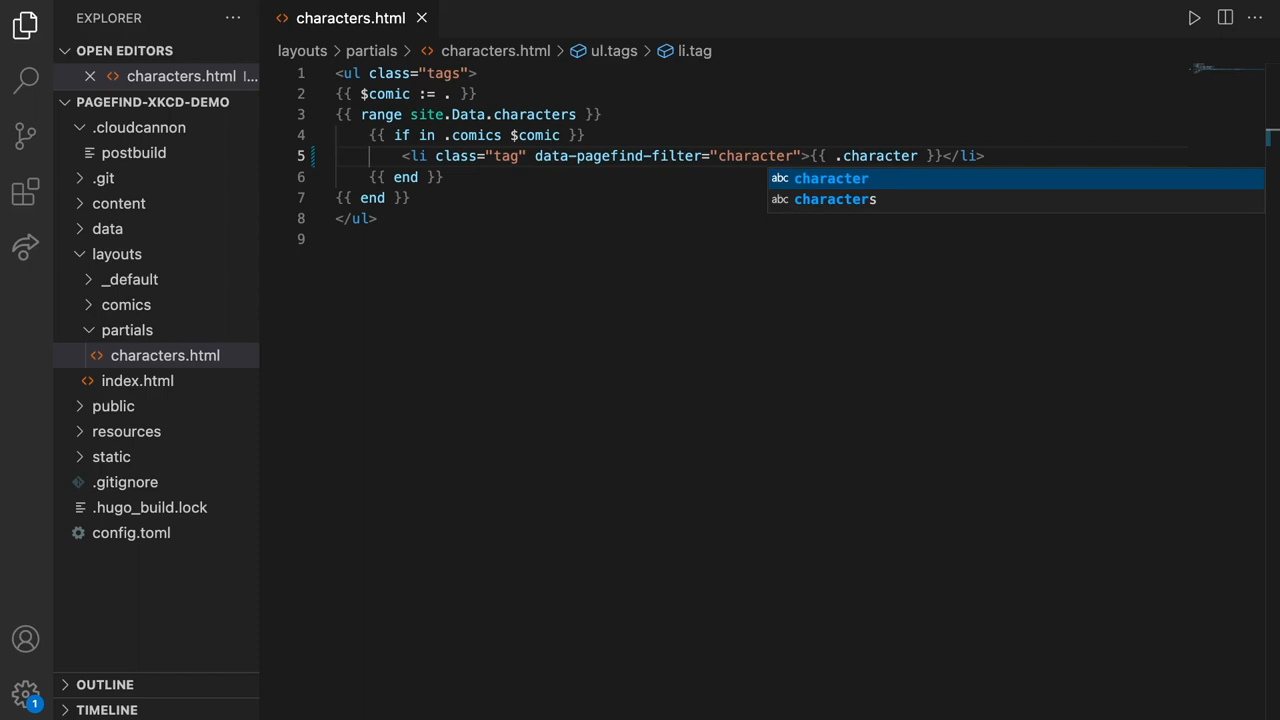 EXPLORER
OPEN EDITORS
characters.html l...
PAGEFIND-XKCD-DEMO
.cloudcannon
postbuild
.git
content
data
layouts
_default
comics
partials
characters.html
index.html
public
resources
static
.gitignore
.hugo_build.lock
config.toml
OUTLINE
TIMELINE
1
characters.html
layouts > partials > characters.html > ul.tags > li.tag
1 <ul class="tags">
2 {{ $comic := . }}
3 {{ range site.Data.characters }}
4 {{ if in .comics $comic }}
5 <li class="tag" data-pagefind-filter="character">{{ .character }}</li>
6 {{ end }}
7 {{ end }}
8 </ul>
9
abc character
abc characters